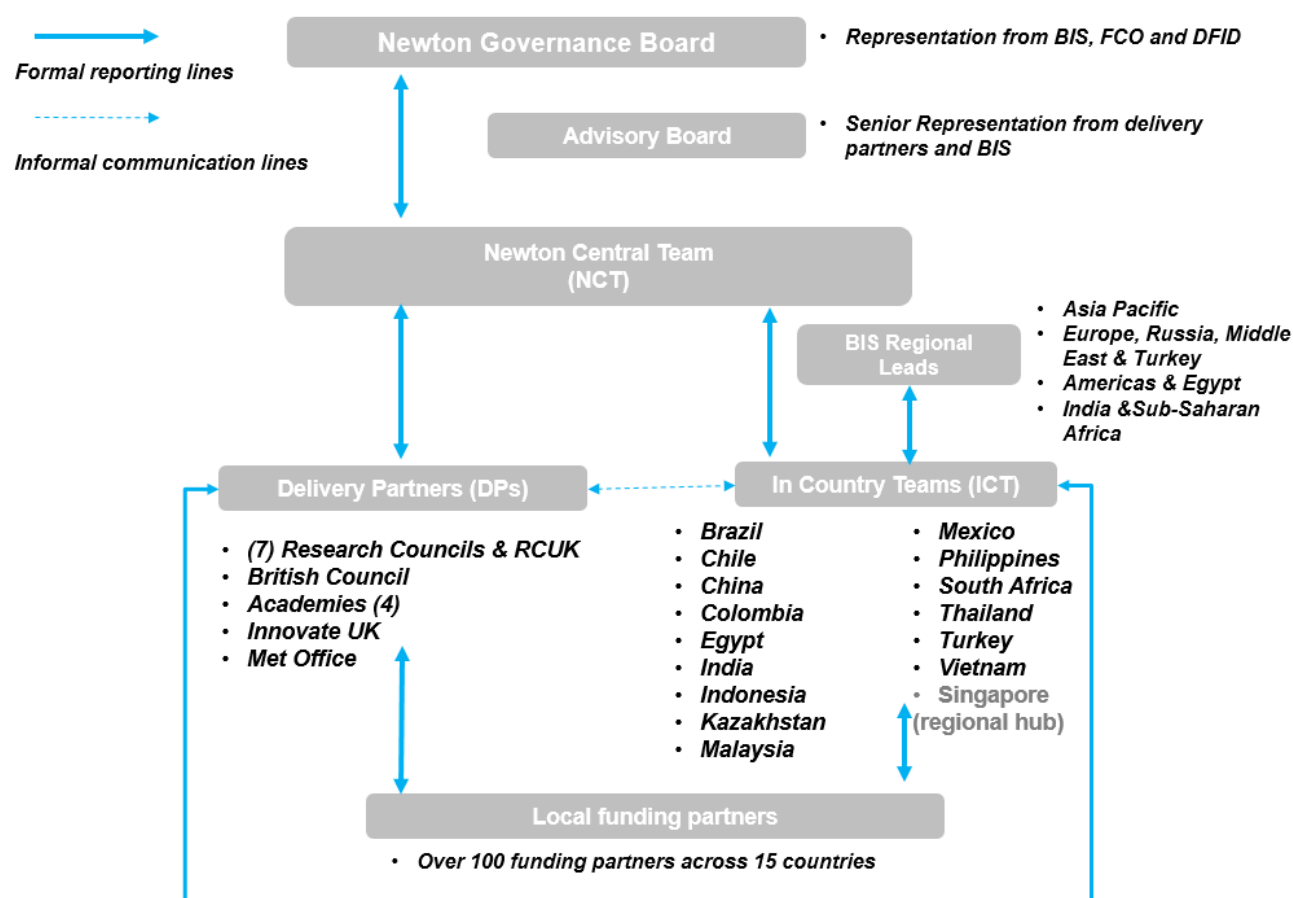 Newton Governance Board
• Representation from BIS, FCO and DFID
Formal reporting lines
Advisory Board
• Senior Representation from delivery
partners and BIS
Informal communication lines
Newton Central Team
(NCT)
BIS Regional
Leads
• Asia Pacific
• Europe, Russia, Middle
East & Turkey
• Americas & Egypt
• India &Sub-Saharan
Africa
Delivery Partners (DPs)
• (7) Research Councils & RCUK
• British Council
• Academies (4)
• Innovate UK
• Met Office
In Country Teams (ICT)
• Brazil
• Chile
• China
• Colombia
• Egypt
• India
• Indonesia
• Kazakhstan
• Malaysia
• Mexico
• Philippines
• South Africa
• Thailand
• Turkey
• Vietnam
• Singapore
(regional hub)
Local funding partners
• Over 100 funding partners across 15 countries